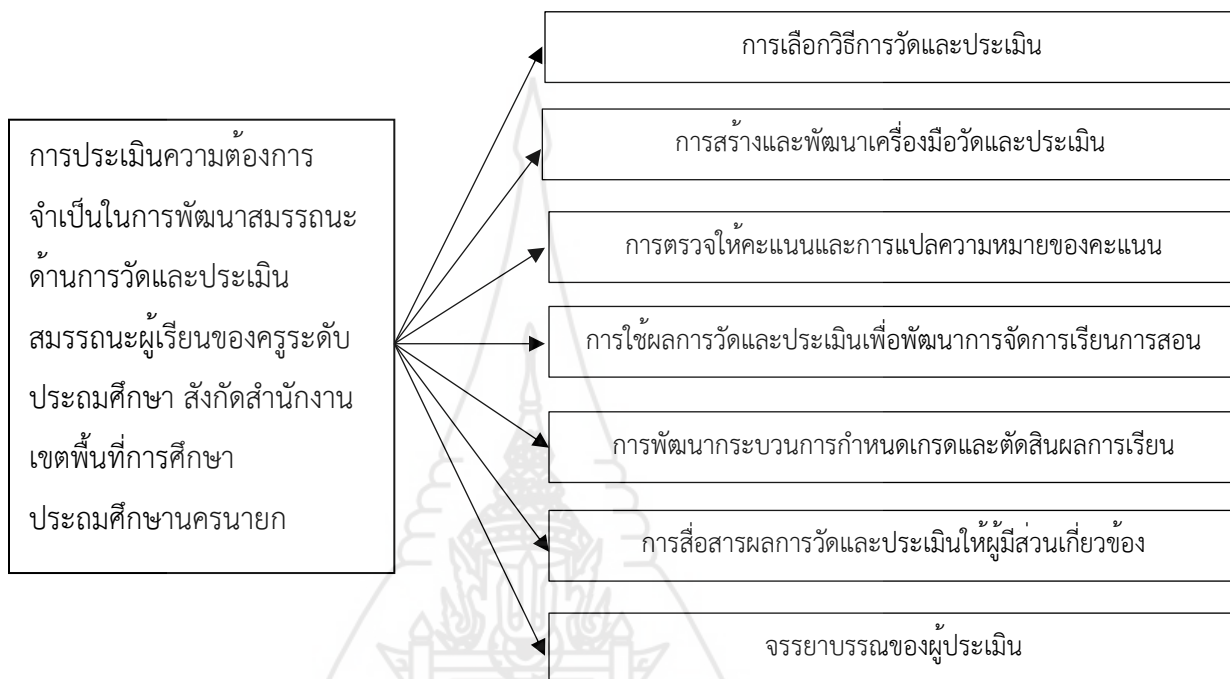 การประเมินความต้องการ
จำเป็นในการพัฒนาสมรรถนะ
ด้านการวัดและประเมิน
สมรรถนะผู้เรียนของครูระดับ
ประถมศึกษา สังกัดสำนักงาน
เขตพื้นที่การศึกษา
ประถมศึกษานครนายก
การเลือกวิธีการวัดและประเมิน
การสร้างและพัฒนาเครื่องมือวัดและประเมิน
การตรวจให้คะแนนและการแปลความหมายของคะแนน
การใช้ผลการวัดและประเมินเพื่อพัฒนาการจัดการเรียนการสอน
การพัฒนากระบวนการกำหนดเกรดและตัดสินผลการเรียน
การสื่อสารผลการวัดและประเมินให้ผู้มีส่วนเกี่ยวข้อง
จรรยาบรรณของผู้ประเมิน